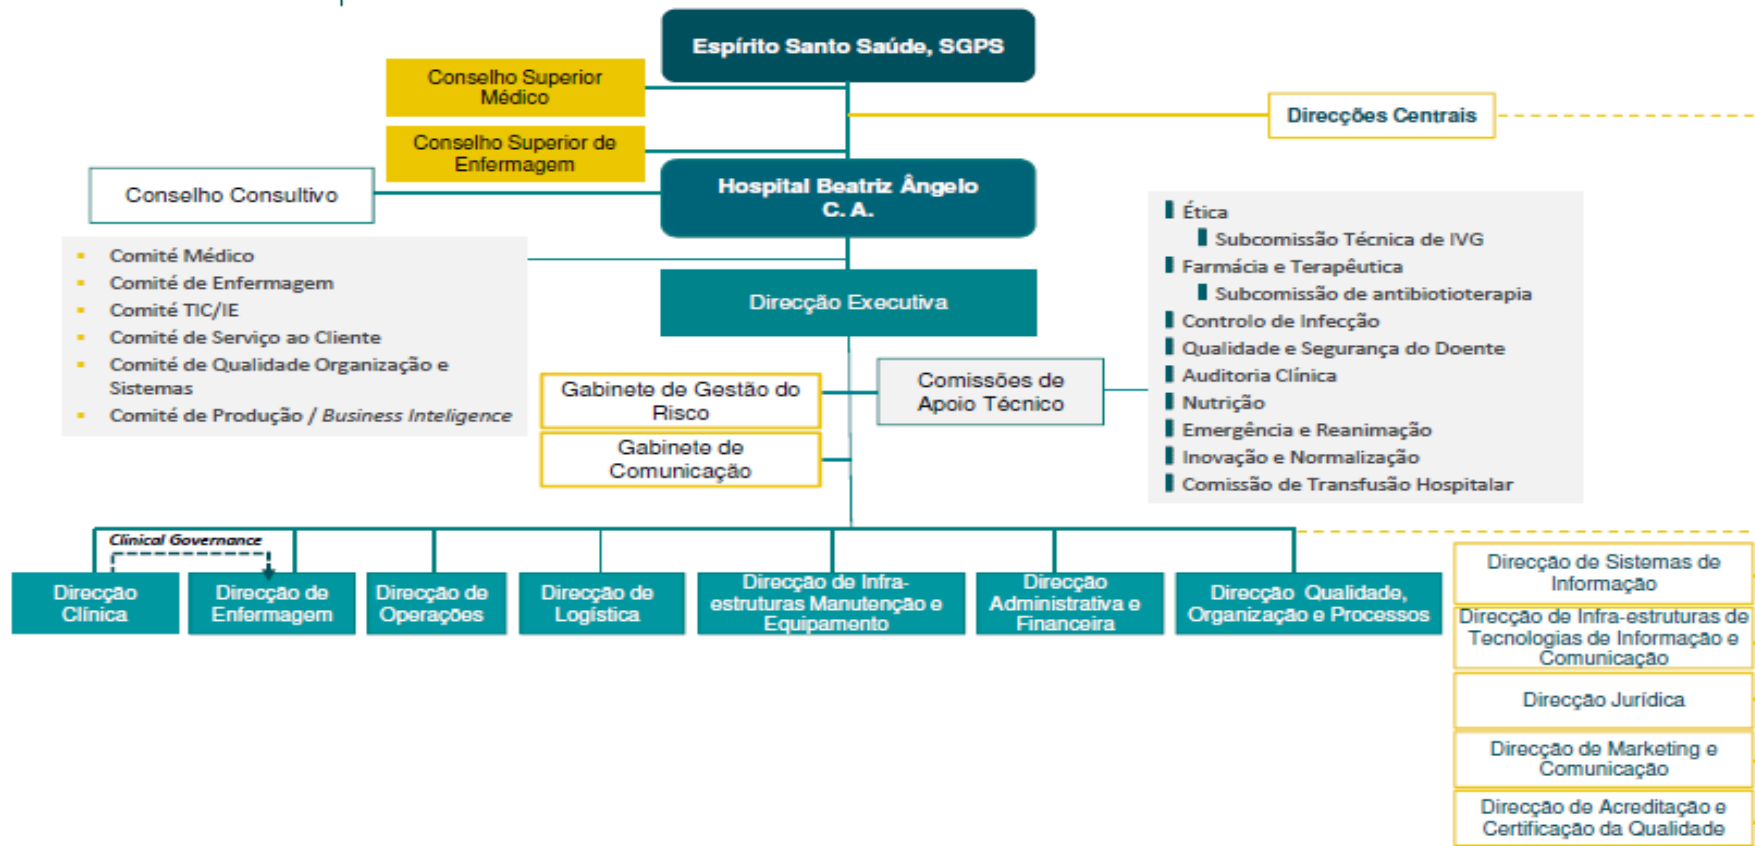 Espírito Santo Saúde, SGPS
Conselho Superior
Médico
Direcções Centrais
Conselho Superior de
Enfermagem
Conselho Consultivo
Hospital Beatriz Ângelo
C. A.
Comité Médico
Comité de Enfermagem
Comité TIC/IE
Comité de Serviço ao Cliente
Comité de Qualidade Organização e
Sistemas
Comité de Produção / Business Inteligence
Direcção Executiva
Gabinete de Gestão do
Risco
Gabinete de
Comunicação
Comissões de
Apoio Técnico
Ética
Subcomissão Técnica de IVG
Farmácia e Terapêutica
Subcomissão de antibiotioterapia
Controlo de Infecção
Qualidade e Segurança do Doente
Auditoria Clínica
Nutrição
Emergência e Reanimação
Inovação e Normalização
Comissão de Transfusão Hospitalar
Clinical Governance
Direcção
Clínica
Direcção de
Enfermagem
Direcção de
Operações
Direcção de
Logística
Direcção de Infra-
estruturas Manutenção e
Equipamento
Direcção
Administrativa e
Financeira
Direcção Qualidade,
Organização e Processos
Direcção de Sistemas de
Informação
Direcção de Infra-estruturas de
Tecnologias de Informação e
Comunicação
Direcção Jurídica
Direcção de Marketing e
Comunicação
Direcção de Acreditação e
Certificação da Qualidade